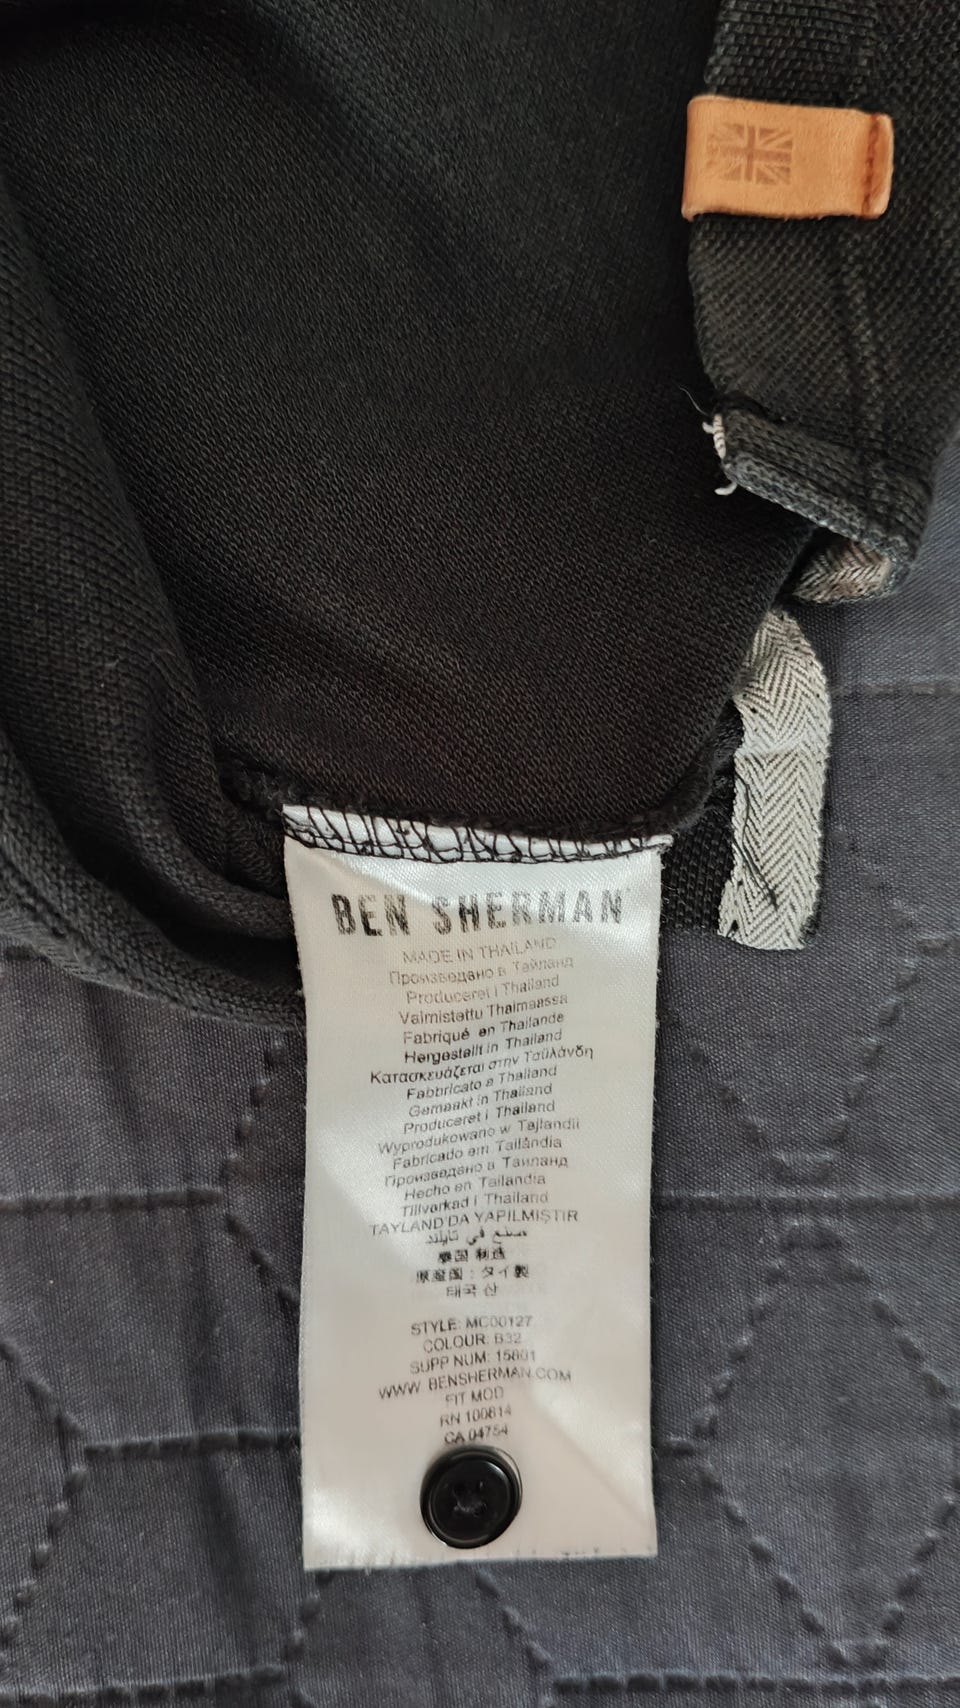 BEN SHERMAN
MADE IN THAILAND
Произведано в Тайланд
Produceret i Thailand
Valmistettu Thaimaassa
Fabriqué en Thaïlande
Hergestellt in Thailand
Κατασκευάζεται στην Ταϊλάνδη
Fabbricato a Thailand
Gemaakt in Thailand
Produceret i Thailand
Wyprodukowano w Tajlandii
Fabricado em Tailândia
Произведено в Таиланд
Hecho en Tailandia
Tillverkad i Thailand
TAYLAND'DA YAPILMIŞTIR
صنع في تايلند
泰国 制造
原産国：タイ製
태국 산
STYLE: MC00127
COLOUR: B32
SUPP NUM: 15801
WWW. BENSHERMAN.COM
FIT MOD
RN 100814
CA 04754